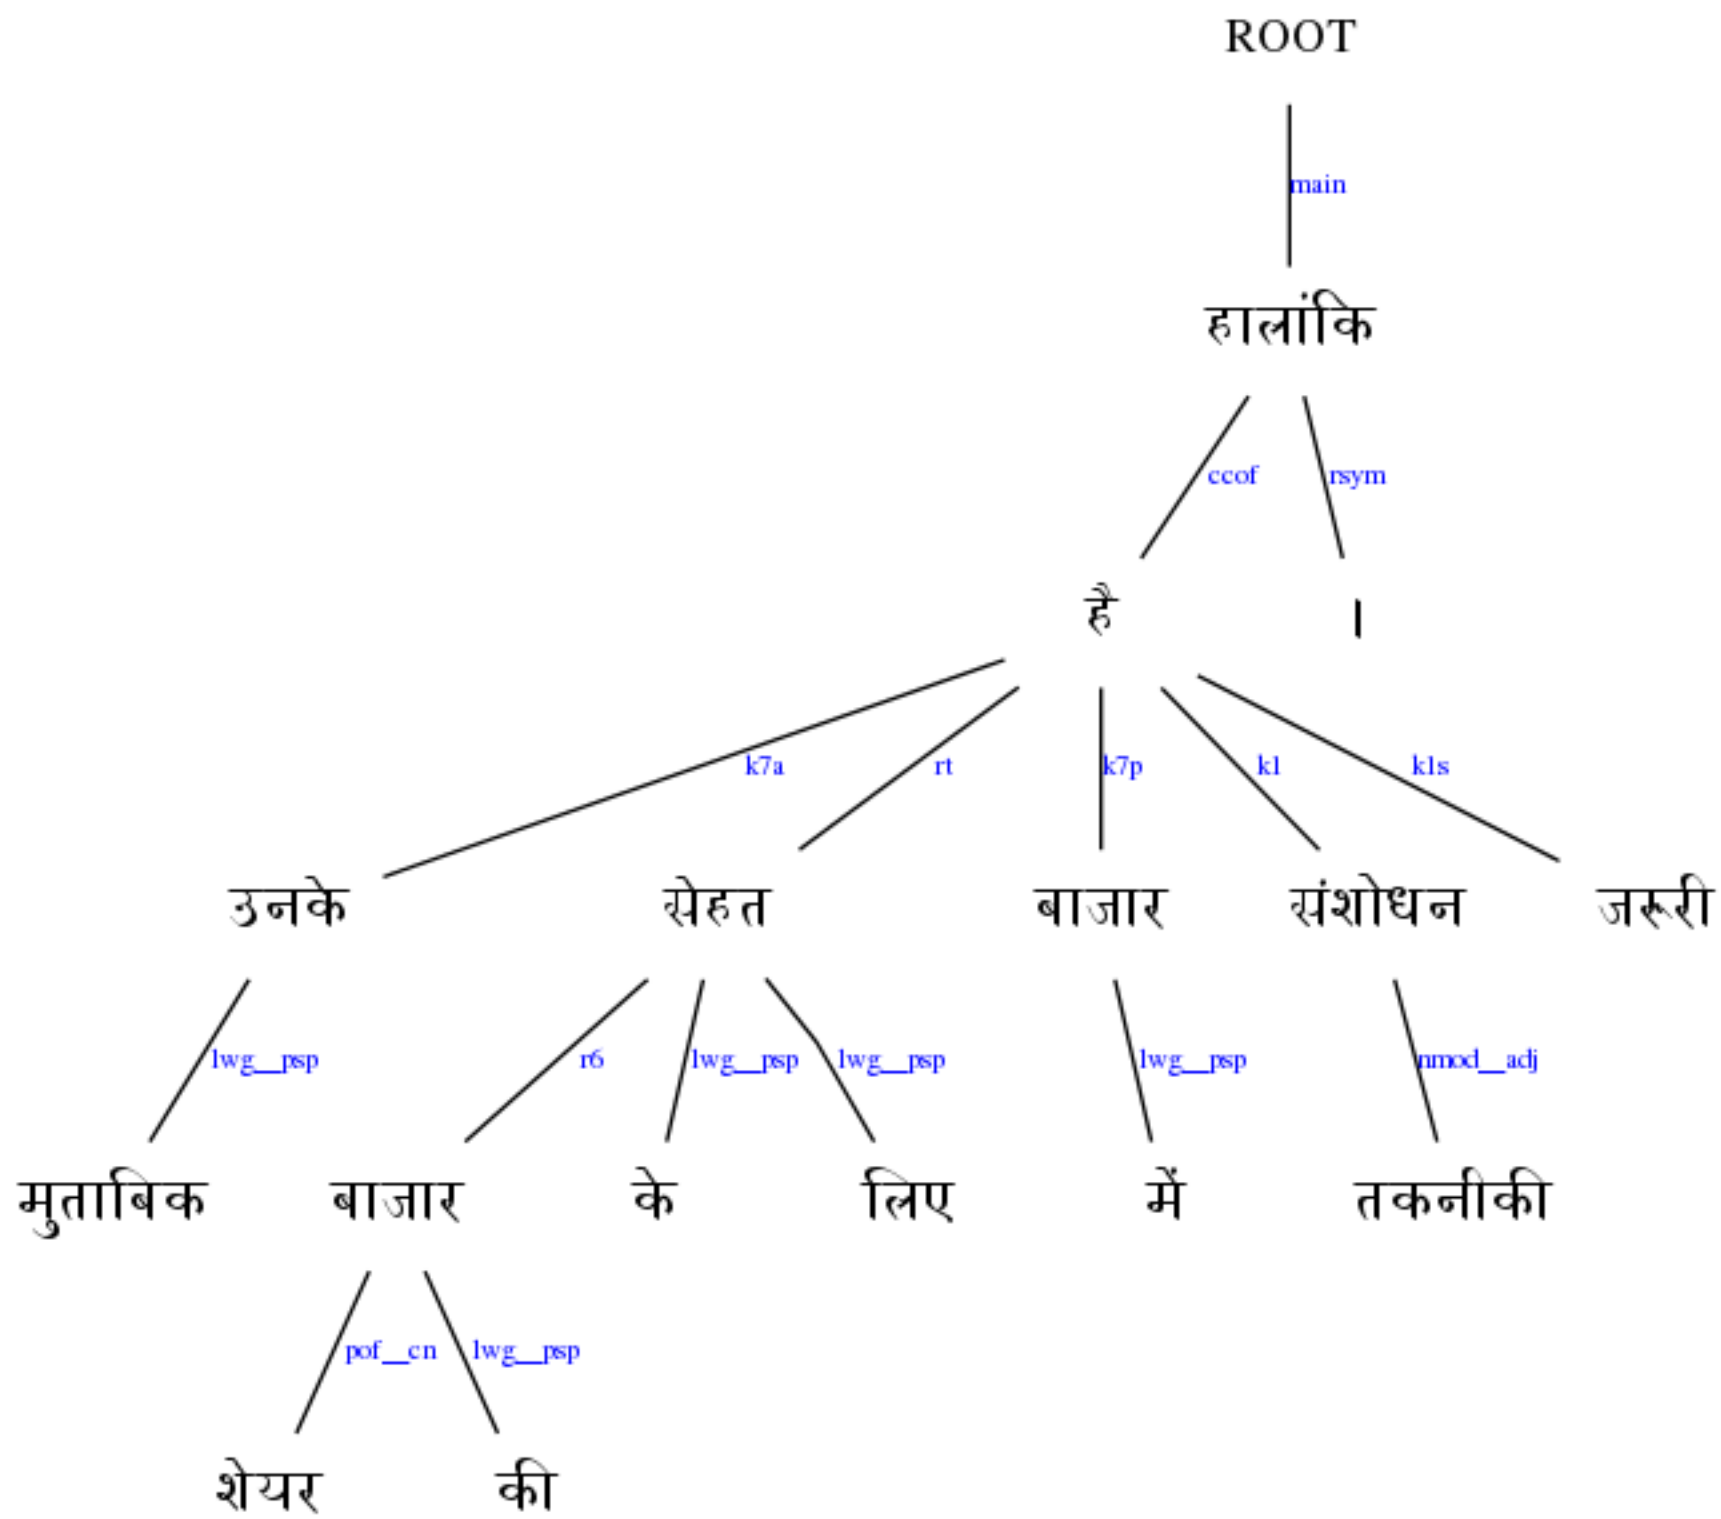 ROOT
main
हालांकि
ccof rsym
है ।
k7a rt k7p k1 k1s
उनके सेहत बाजार संशोधन जरूरी
lwg__psp r6 lwg__psp lwg__psp lwg__psp nmod__adj
मुताबिक बाजार के लिए में तकनीकी
pof__cn lwg__psp
शेयर की